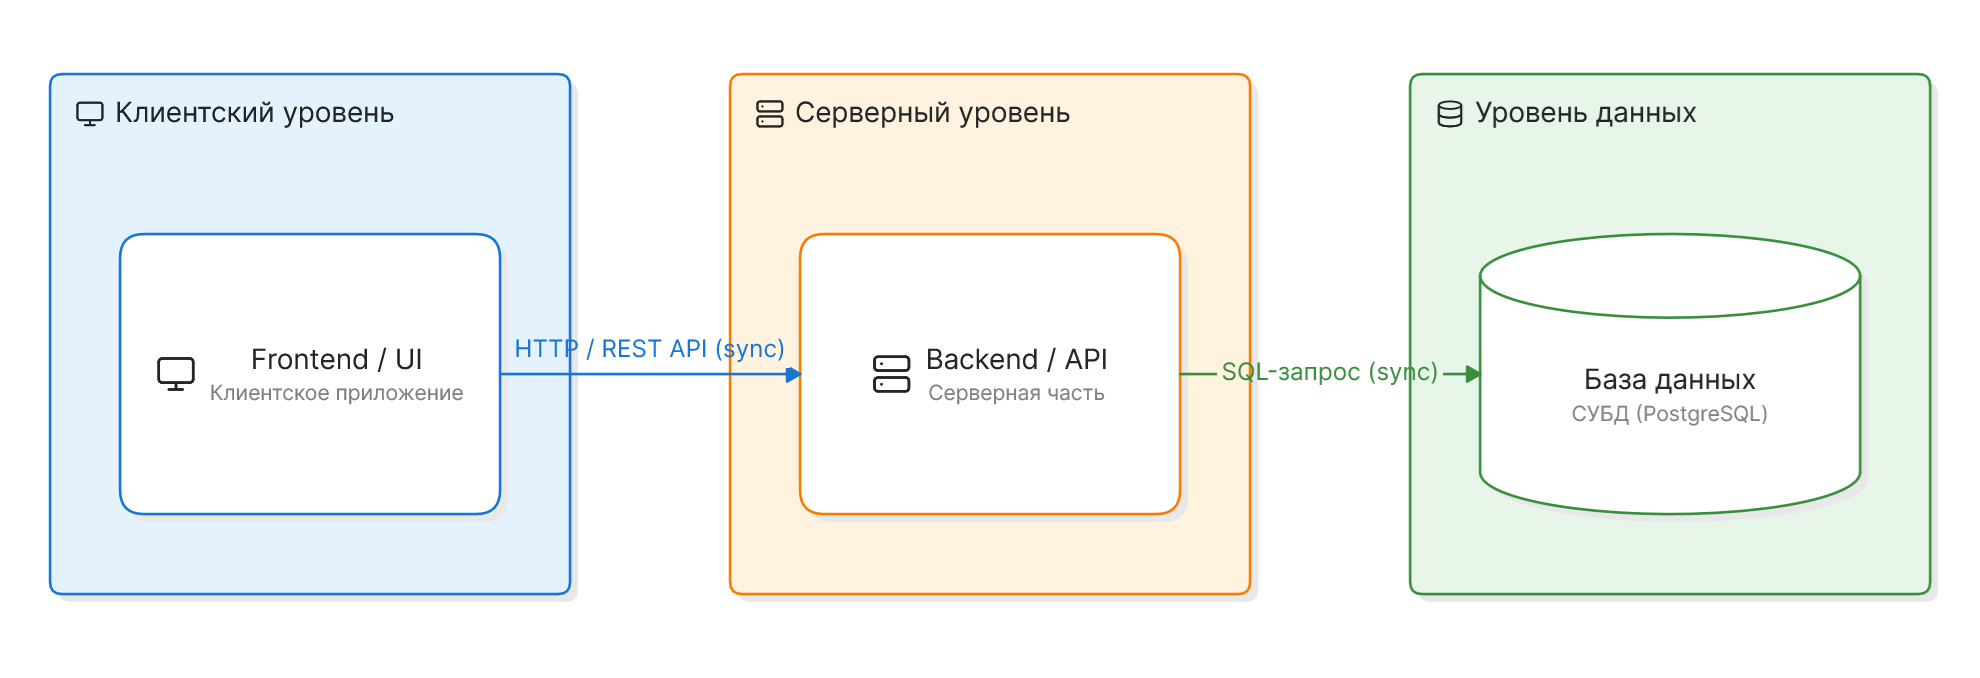 Клиентский уровень
Frontend / UI
Клиентское приложение
HTTP / REST API (sync)
Серверный уровень
Backend / API
Серверная часть
SQL-запрос (sync)
Уровень данных
База данных
СУБД (PostgreSQL)